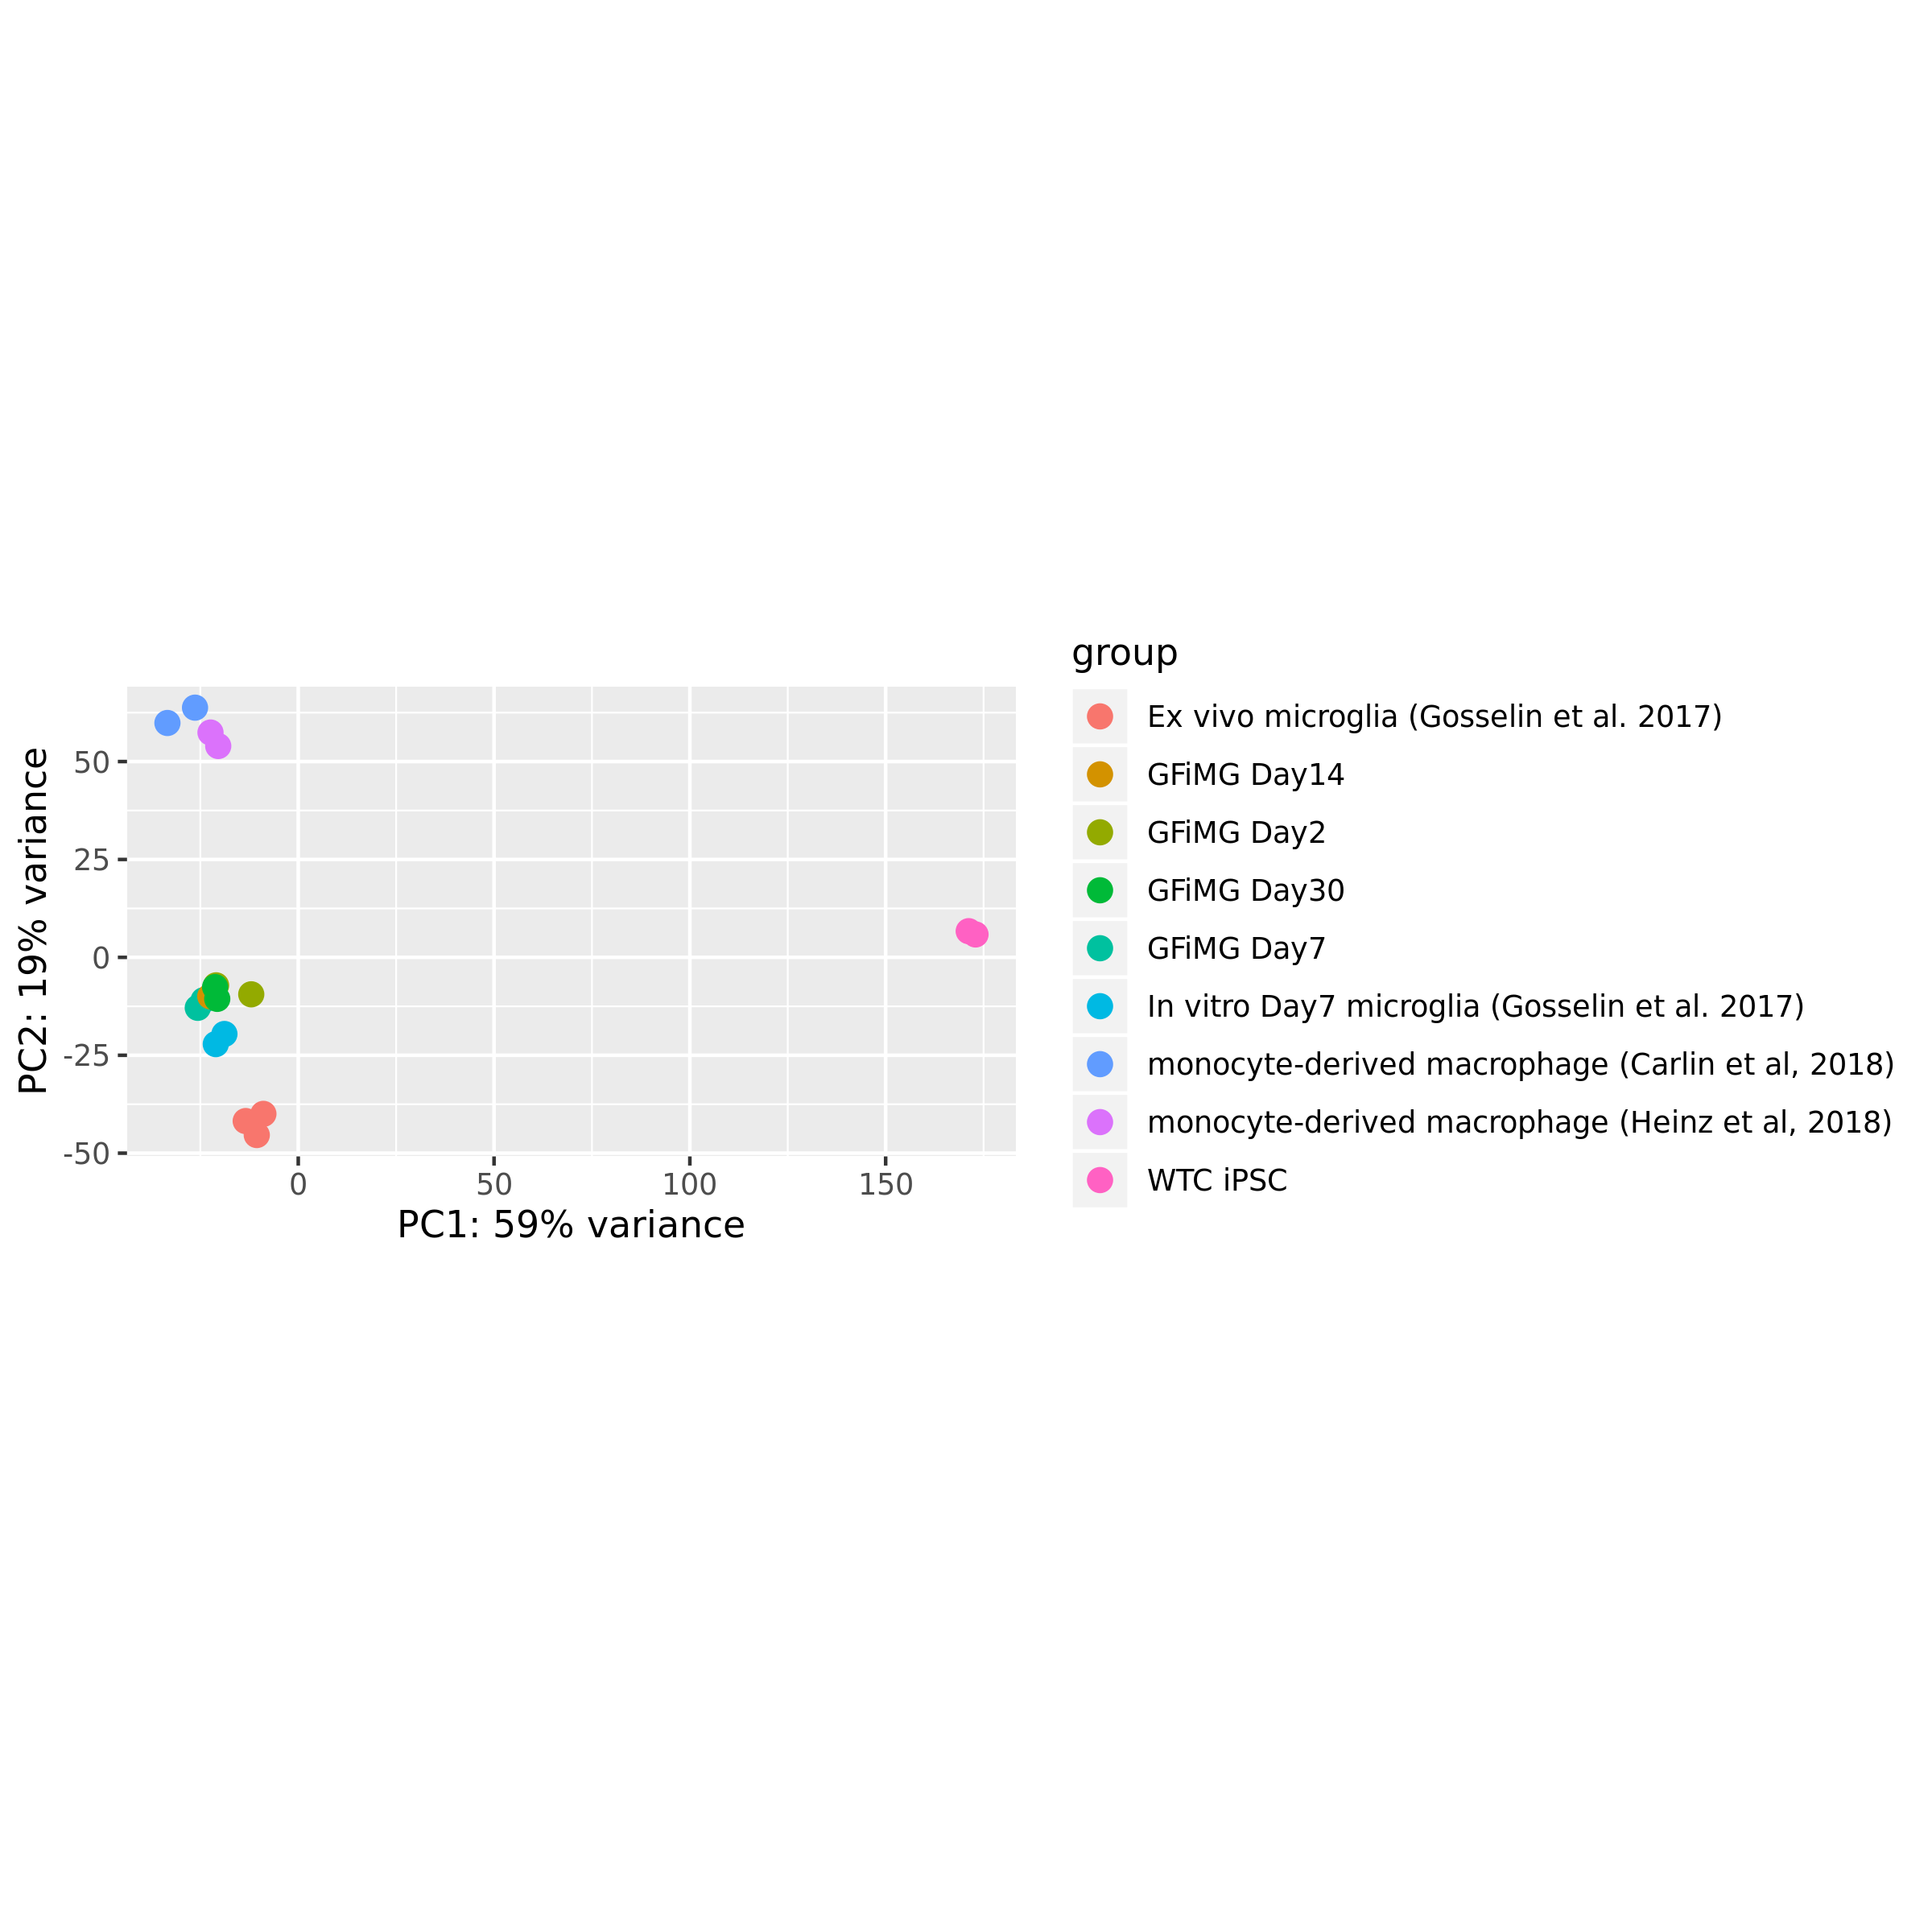 group
Ex vivo microglia (Gosselin et al. 2017)
GFiMG Day14
GFiMG Day2
GFiMG Day30
GFiMG Day7
In vitro Day7 microglia (Gosselin et al. 2017)
monocyte-derived macrophage (Carlin et al, 2018)
monocyte-derived macrophage (Heinz et al, 2018)
WTC iPSC
PC2: 19% variance
50
25
0
-25
-50
0
50
100
150
PC1: 59% variance